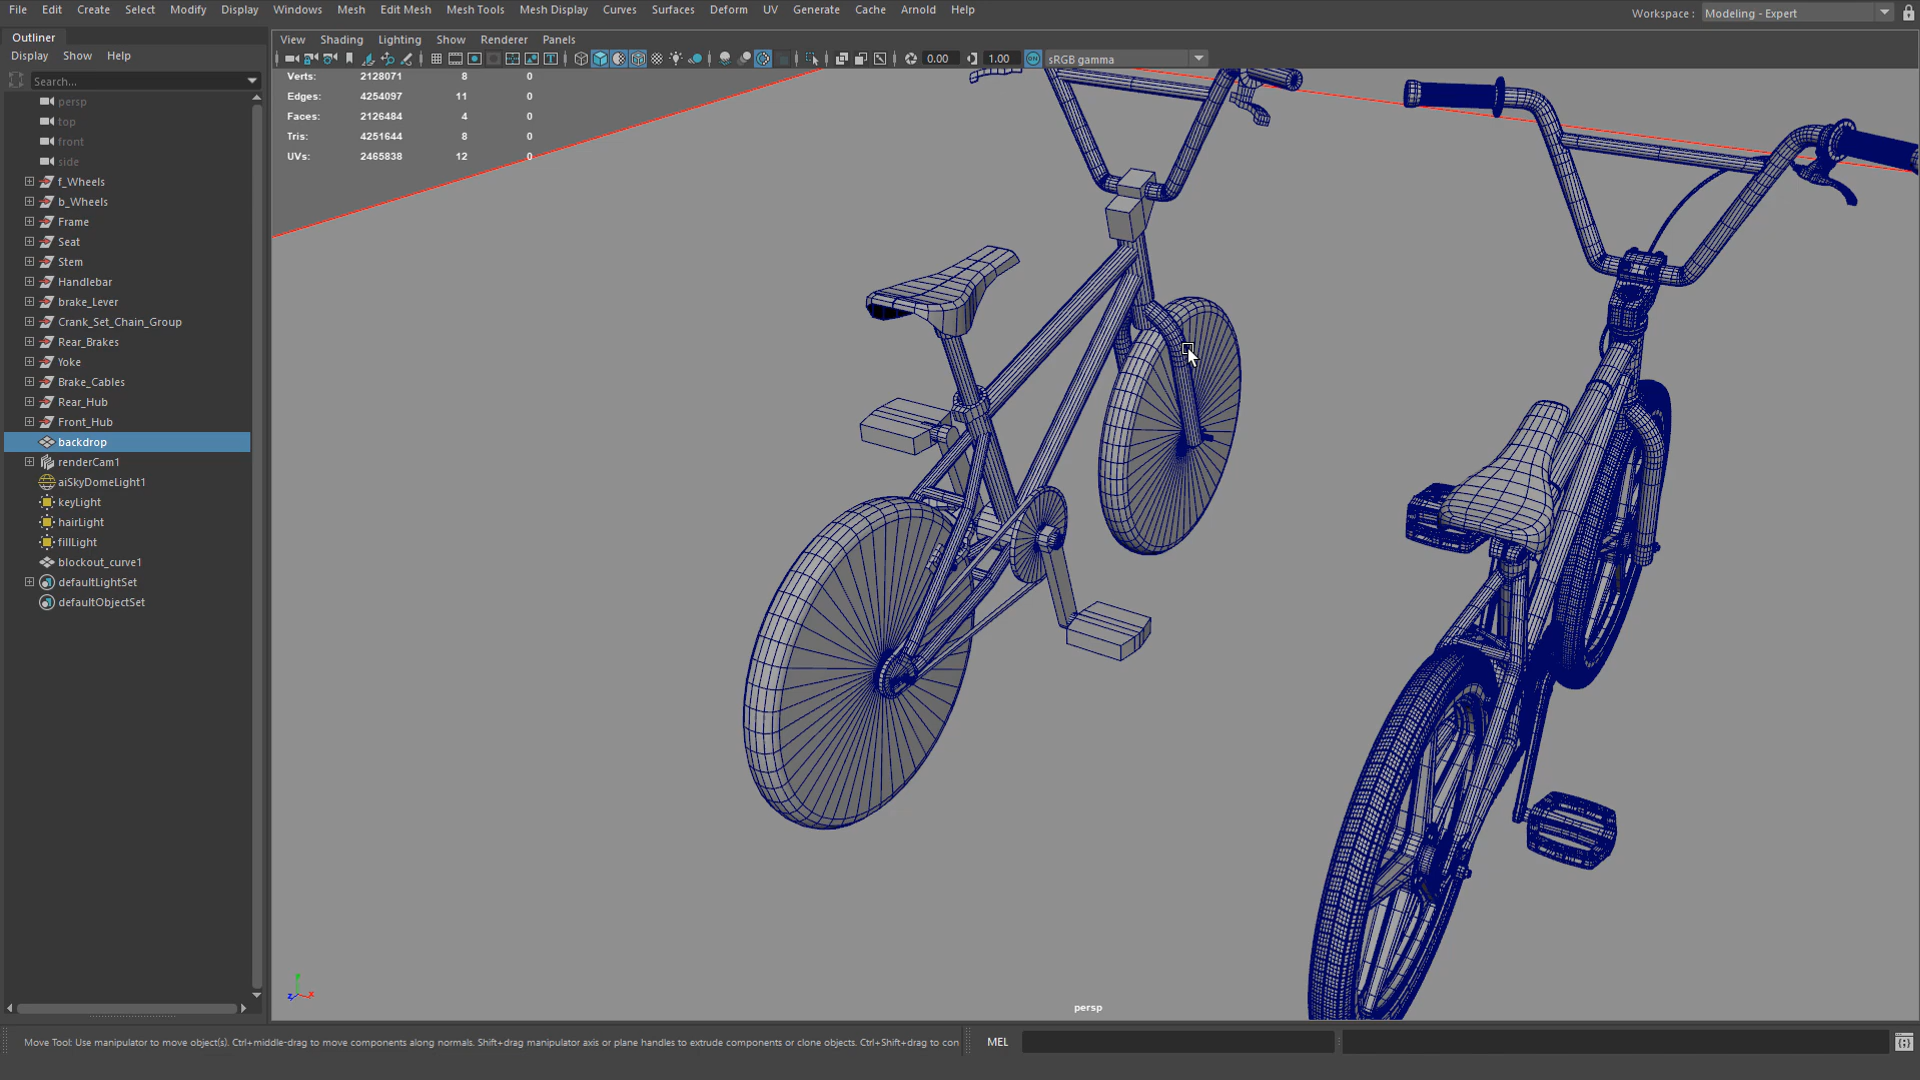 File Edit Create Select Modify Display Windows Mesh Edit Mesh Mesh Tools Mesh Display Curves Surfaces Deform UV Generate Cache Arnold Help Workspace : Modeling - Expert
Outliner
Display Show Help
Search...
persp
top
front
side
f_Wheels
b_Wheels
Frame
Seat
Stem
Handlebar
brake_Lever
Crank_Set_Chain_Group
Rear_Brakes
Yoke
Brake_Cables
Rear_Hub
Front_Hub
backdrop
renderCam1
aiSkyDomeLight1
keyLight
hairLight
fillLight
blockout_curve1
defaultLightSet
defaultObjectSet
View Shading Lighting Show Renderer Panels
0.00 1.00 ON sRGB gamma
Verts: 2128071 8 0
Edges: 4254097 11 0
Faces: 2126484 4 0
Tris: 4251644 8 0
UVs: 2465838 12 0
y
z x
persp
Move Tool: Use manipulator to move object(s). Ctrl+middle-drag to move components along normals. Shift+drag manipulator axis or plane handles to extrude components or clone objects. Ctrl+Shift+drag to con
MEL